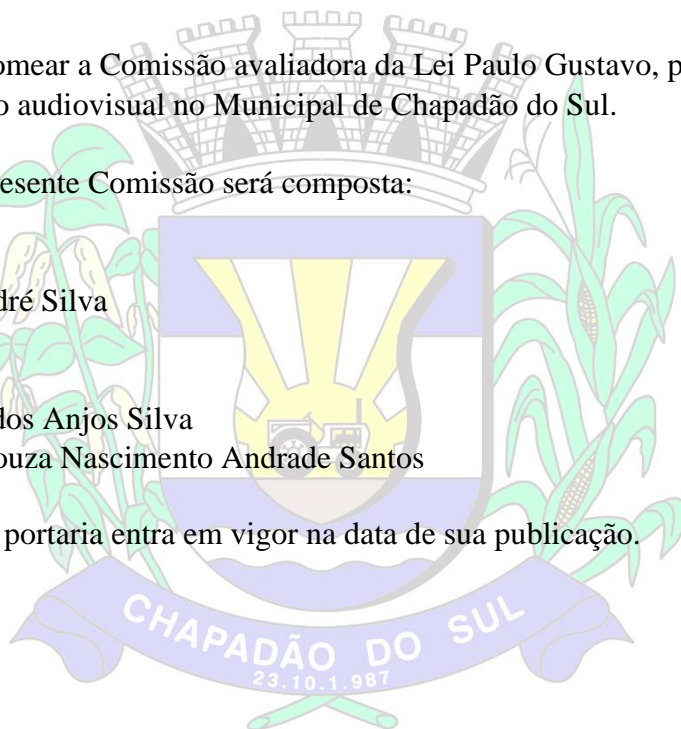 omear a Comissão avaliadora da Lei Paulo Gustavo, p
o audiovisual no Municipal de Chapadão do Sul.
esente Comissão será composta:
dré Silva
dos Anjos Silva
ouza Nascimento Andrade Santos
portaria entra em vigor na data de sua publicação.
CHAPADÃO DO SUL
23.10.1.987